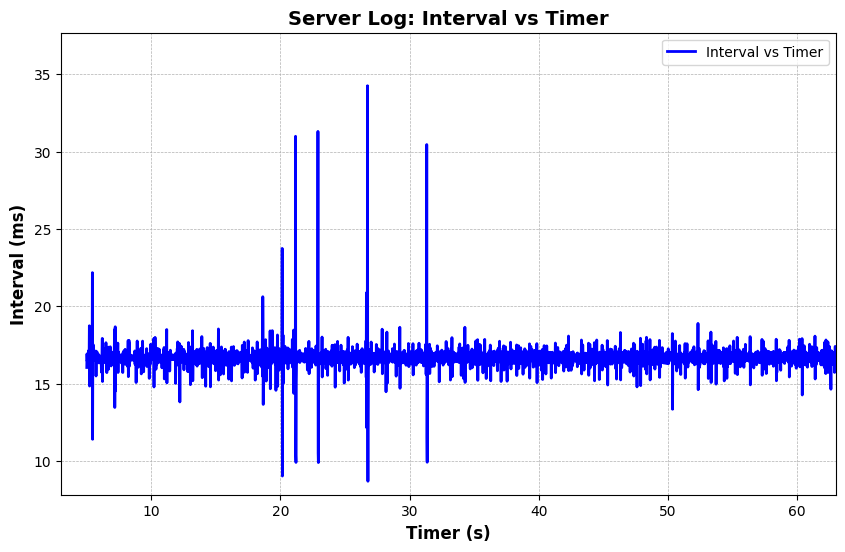 Server Log: Interval vs Timer
Interval vs Timer
35
30
25
20
15
10
Interval (ms)
10 20 30 40 50 60
Timer (s)